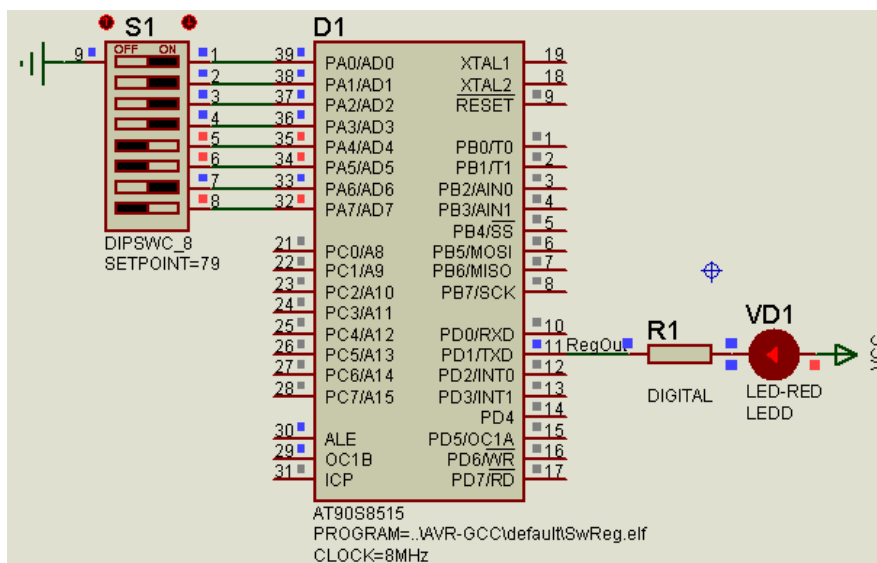 S1
D1
OFF ON
9
1 39 PA0/AD0 XTAL1 19
2 38 PA1/AD1 XTAL2 18
3 37 PA2/AD2 RESET 9
4 36 PA3/AD3
5 35 PA4/AD4 PB0/T0 1
6 34 PA5/AD5 PB1/T1 2
7 33 PA6/AD6 PB2/AIN0 3
8 32 PA7/AD7 PB3/AIN1 4
PB4/SS 5
DIPSWC_8
SETPOINT=79
21 PC0/A8 PB5/MOSI 6
22 PC1/A9 PB6/MISO 7
23 PC2/A10 PB7/SCK 8
24 PC3/A11
25 PC4/A12 PD0/RXD 10
26 PC5/A13 PD1/TXD 11 RegOut
27 PC6/A14 PD2/INT0 12
28 PC7/A15 PD3/INT1 13
PD4 14
30 ALE PD5/OC1A 15
29 OC1B PD6/WR 16
31 ICP PD7/RD 17
R1
DIGITAL
VD1
LED-RED
LEDD
AT90S8515
PROGRAM=..\AVR-GCC\default\SwReg.elf
CLOCK=8MHz